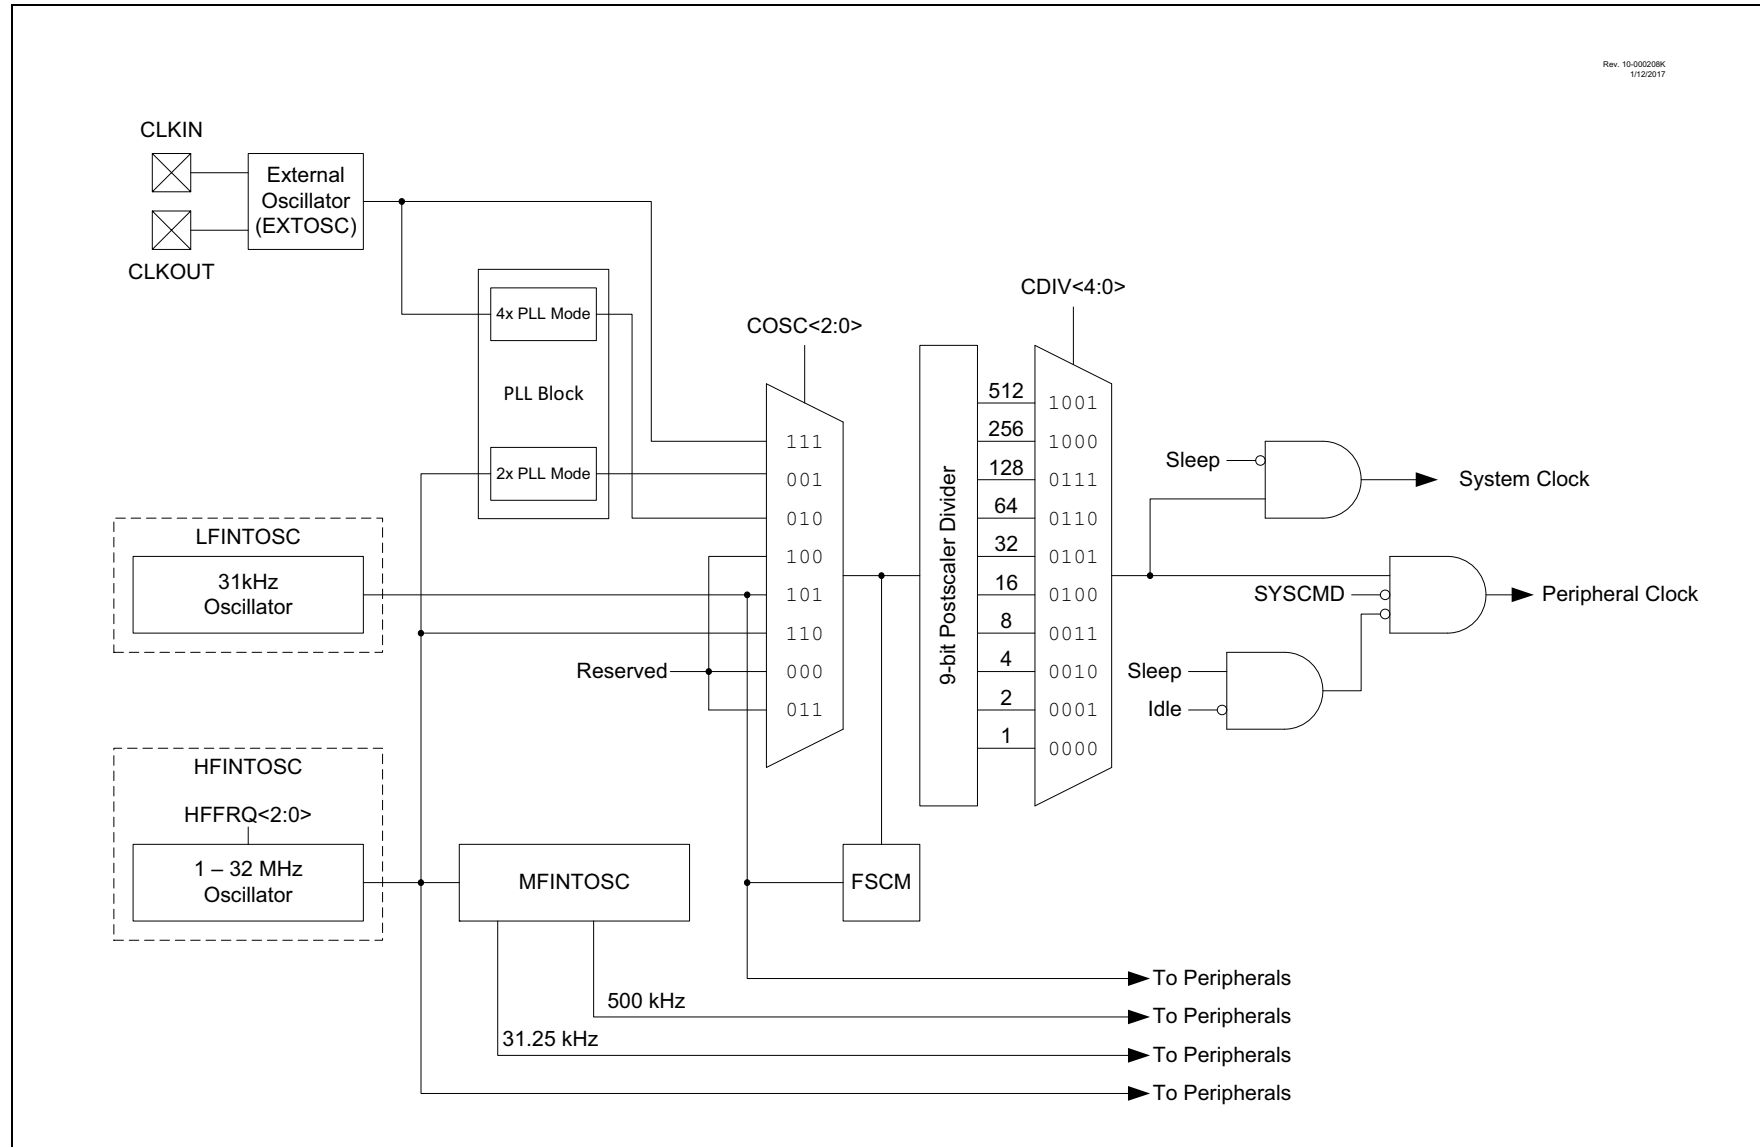 Rev. 10-000208K
1/12/2017
CLKIN
External
Oscillator
(EXTOSC)
CLKOUT
4x PLL Mode
PLL Block
2x PLL Mode
COSC<2:0>
111
001
010
100
101
110
000
011
LFINTOSC
31kHz
Oscillator
Reserved
HFINTOSC
HFFRQ<2:0>
1 – 32 MHz
Oscillator
MFINTOSC
FSCM
9-bit Postscaler Divider
CDIV<4:0>
512
1001
256
1000
128
0111
64
0110
32
0101
16
0100
8
0011
4
0010
2
0001
1
0000
Sleep
System Clock
SYSCMD
Peripheral Clock
Sleep
Idle
To Peripherals
500 kHz
To Peripherals
31.25 kHz
To Peripherals
To Peripherals